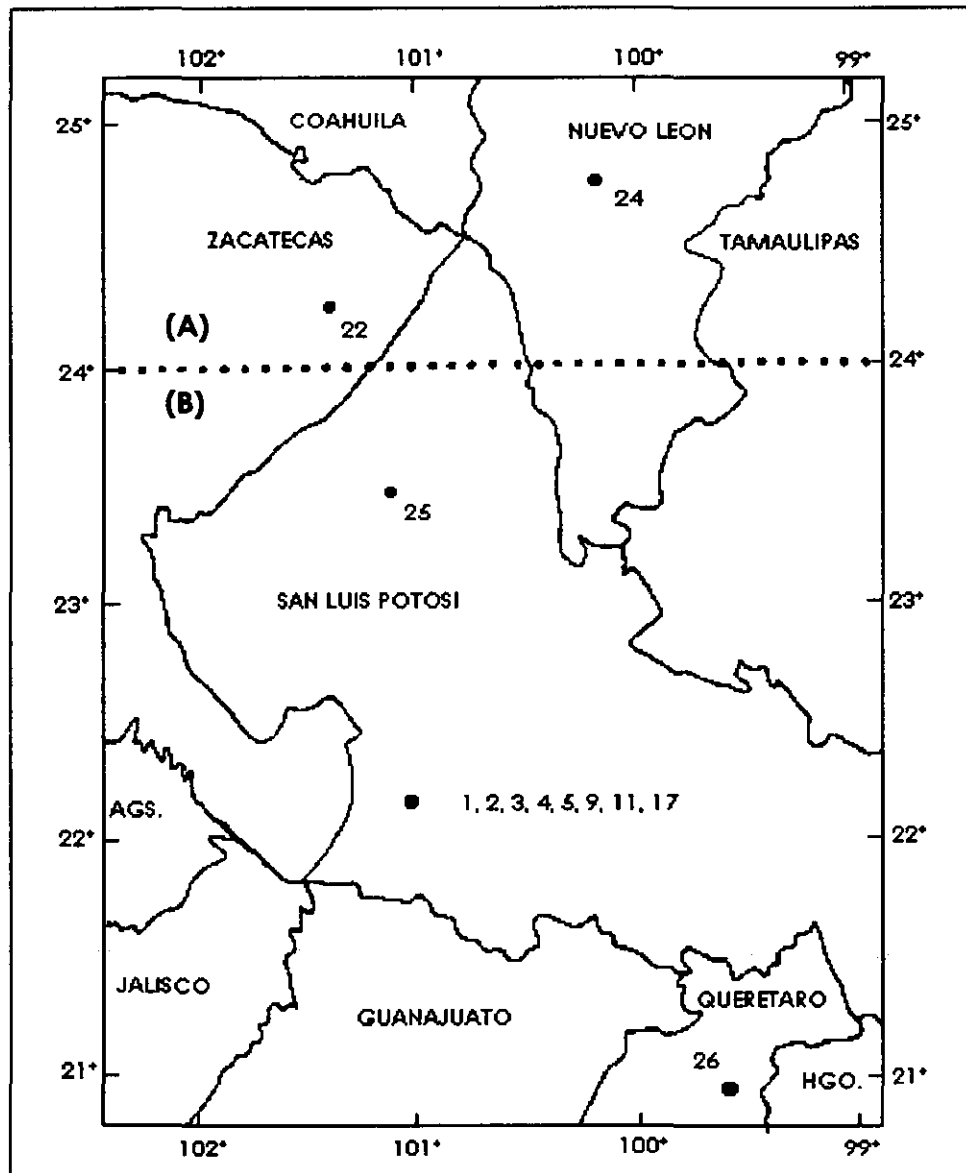 102° 101° 100° 99°
25° COAHUILA NUEVO LEON 25°
24
ZACATECAS TAMAULIPAS
(A) 22
24° 24°
(B)
25
23° SAN LUIS POTOSI 23°
AGS. 1, 2, 3, 4, 5, 9, 11, 17
22° 22°
JALISCO GUANAJUATO QUERETARO
26
21° HGO. 21°
102° 101° 100° 99°